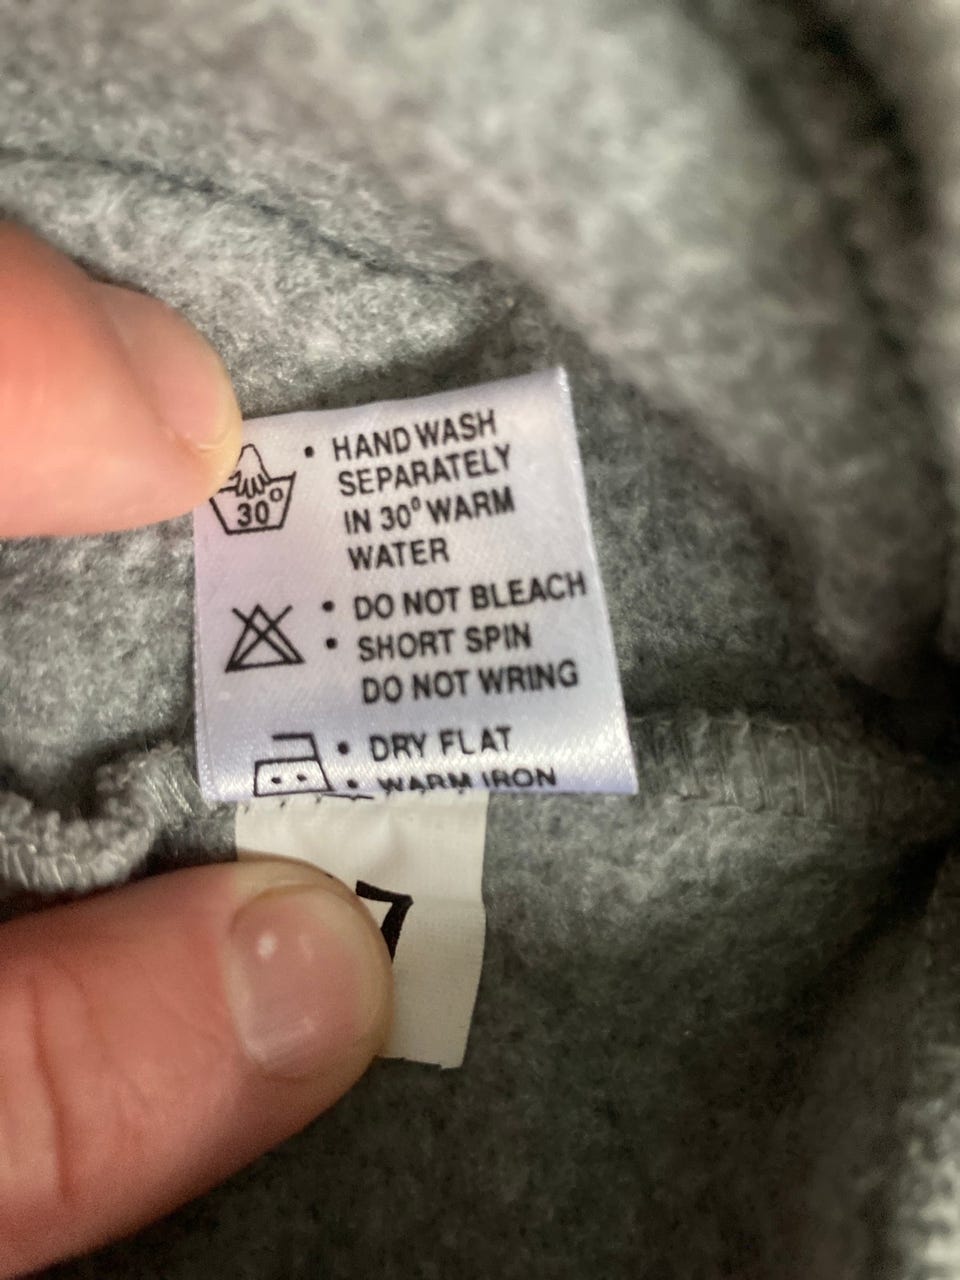 • HAND WASH
SEPARATELY
IN 30⁰ WARM
WATER
30°
• DO NOT BLEACH
• SHORT SPIN
DO NOT WRING
• DRY FLAT
• WARM IRON